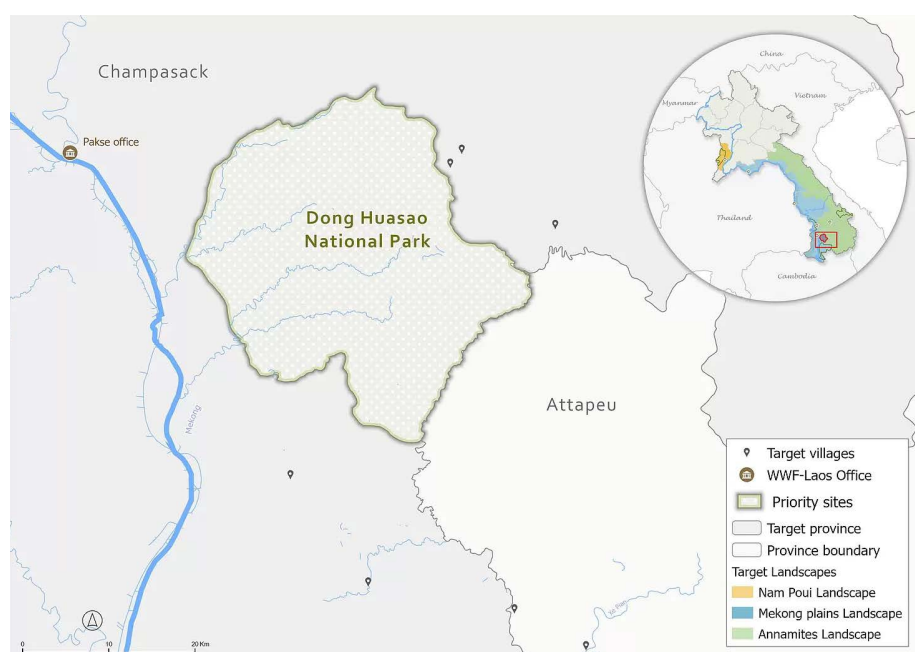 Champasack
Pakse office
Dong Huasao
National Park
Attapeu
Mekong
China
Myanmar
Vietnam
Thailand
Cambodia
Target villages
WWF-Laos Office
Priority sites
Target province
Province boundary
Target Landscapes
Nam Poui Landscape
Mekong plains Landscape
Annamites Landscape
0 10 20 Km